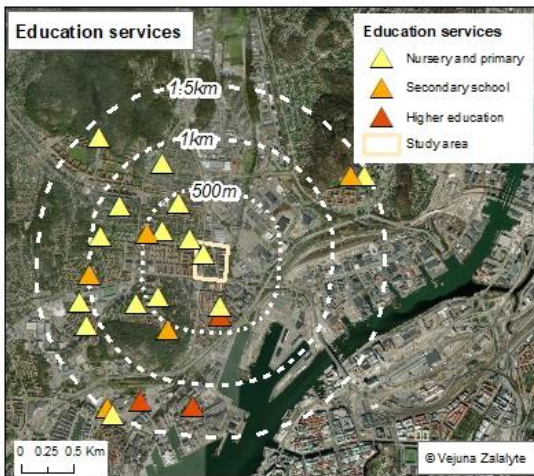 Education services
Education services
Nursery and primary
Secondary school
Higher education
Study area
1.5km
1km
500m
0 0.25 0.5 Km
© Vejuna Zalalyte